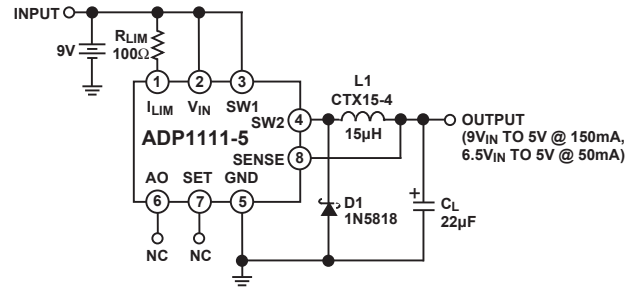 INPUT
9V
RLIM
100Ω
1
2
3
ILIM
VIN
SW1
SW2
4
ADP1111-5
SENSE
8
AO
SET
GND
6
7
5
NC
NC
L1
CTX15-4
15µH
OUTPUT
(9VIN TO 5V @ 150mA,
6.5VIN TO 5V @ 50mA)
D1
1N5818
+
CL
22µF